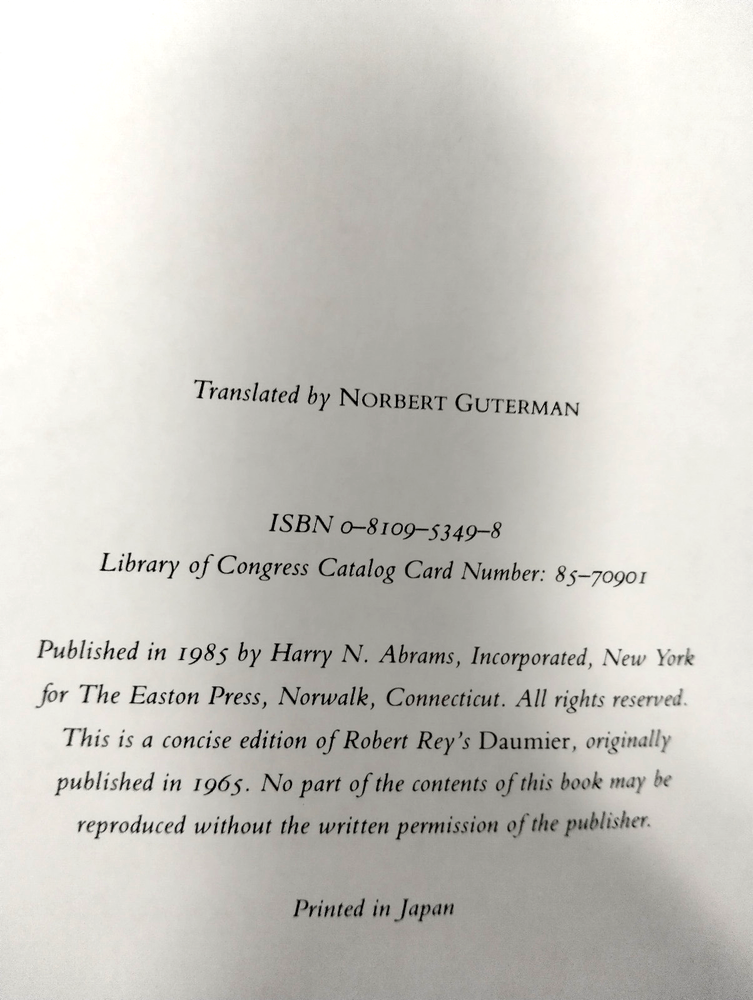 Translated by NORBERT GUTERMAN
ISBN 0–8109–5349–8
Library of Congress Catalog Card Number: 85–70901
Published in 1985 by Harry N. Abrams, Incorporated, New York
for The Easton Press, Norwalk, Connecticut. All rights reserved.
This is a concise edition of Robert Rey's Daumier, originally
published in 1965. No part of the contents of this book may be
reproduced without the written permission of the publisher.
Printed in Japan